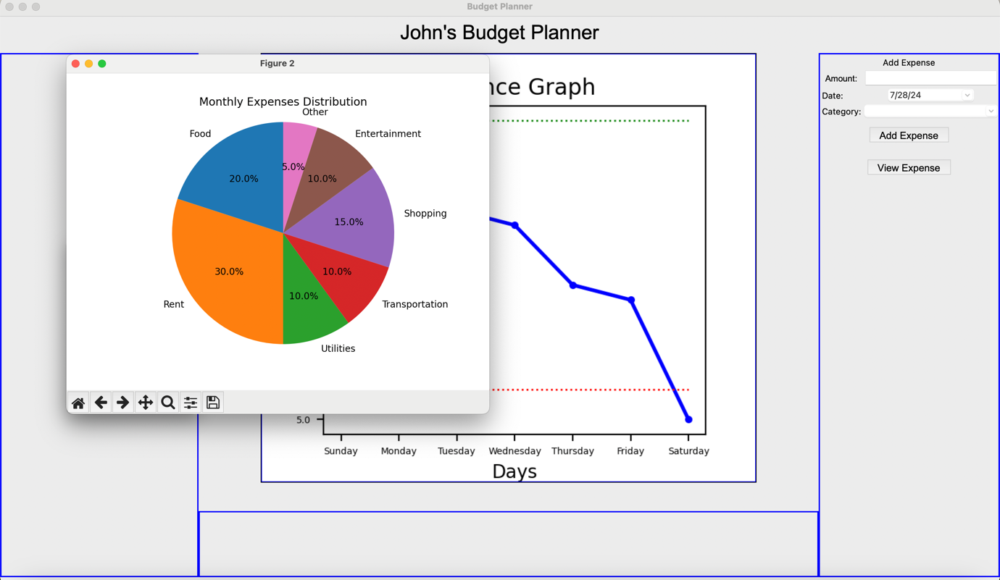 Budget Planner
John's Budget Planner
Figure 2
Monthly Expenses Distribution
Other
Food
Entertainment
5.0%
20.0%
10.0%
Shopping
15.0%
30.0%
10.0%
10.0%
Rent
Transportation
Utilities
Graph
5.0
Sunday Monday Tuesday Wednesday Thursday Friday Saturday
Days
Add Expense
Amount:
Date: 7/28/24
Category:
Add Expense
View Expense